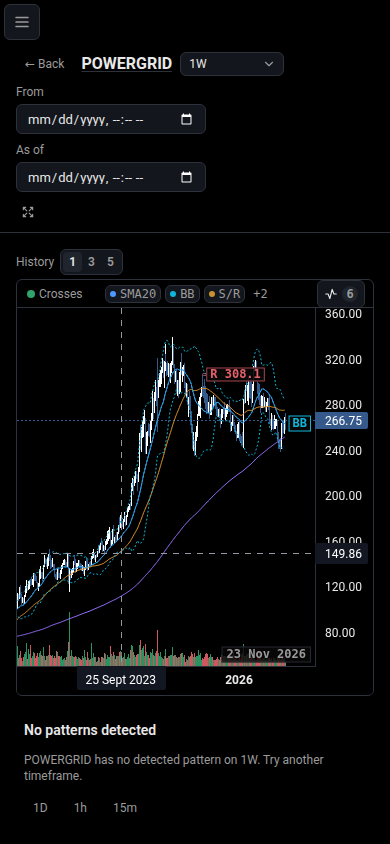 ← Back POWERGRID 1W
From
mm/dd/yyyy, --:-- --
As of
mm/dd/yyyy, --:-- --
History 1 3 5
Crosses SMA20 BB S/R +2 6
360.00
320.00
R 308.1
280.00
266.75
BB
240.00
200.00
160.00
149.86
120.00
80.00
23 Nov 2026
25 Sept 2023 2026
No patterns detected
POWERGRID has no detected pattern on 1W. Try another
timeframe.
1D 1h 15m